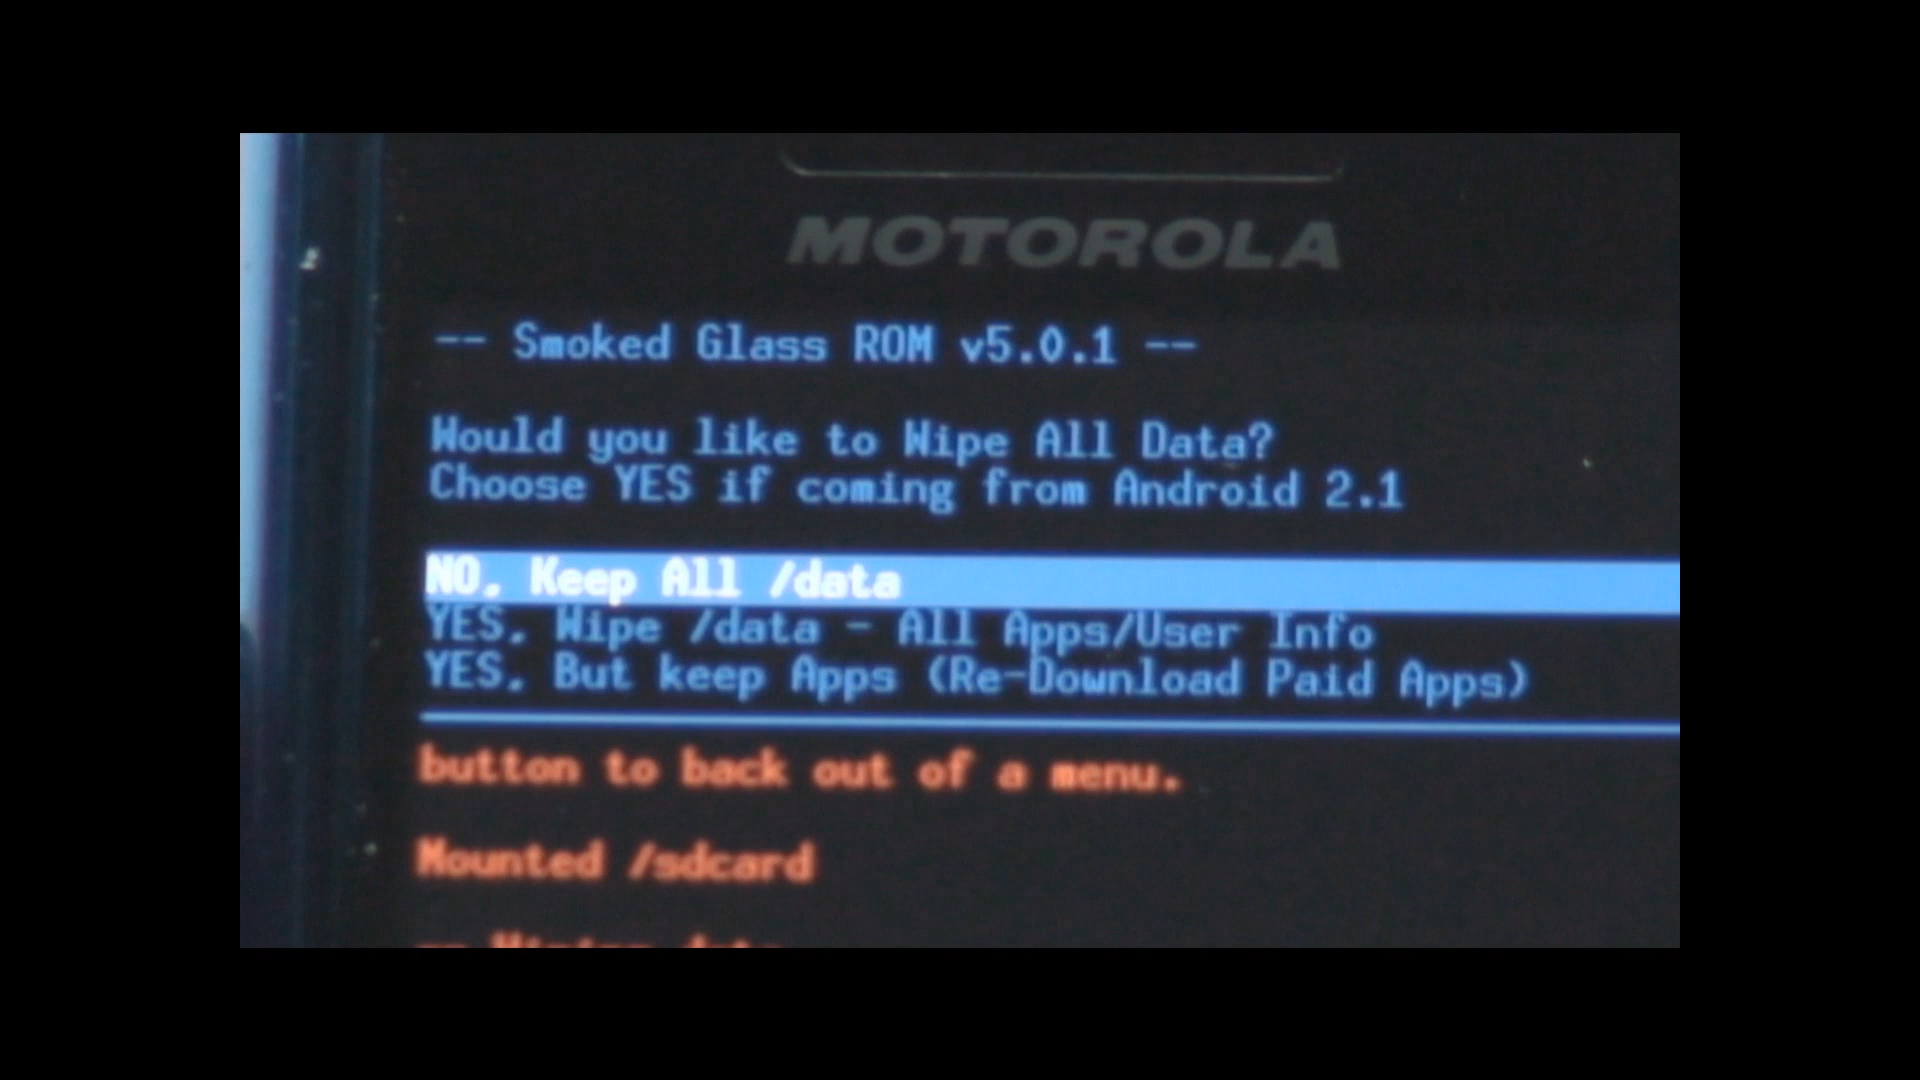 MOTOROLA
-- Smoked Glass ROM v5.0.1 --
Would you like to Wipe All Data?
Choose YES if coming from Android 2.1
NO. Keep All /data
YES. Wipe /data - All Apps/User Info
YES. But keep Apps (Re-Download Paid Apps)
button to back out of a menu.
Mounted /sdcard